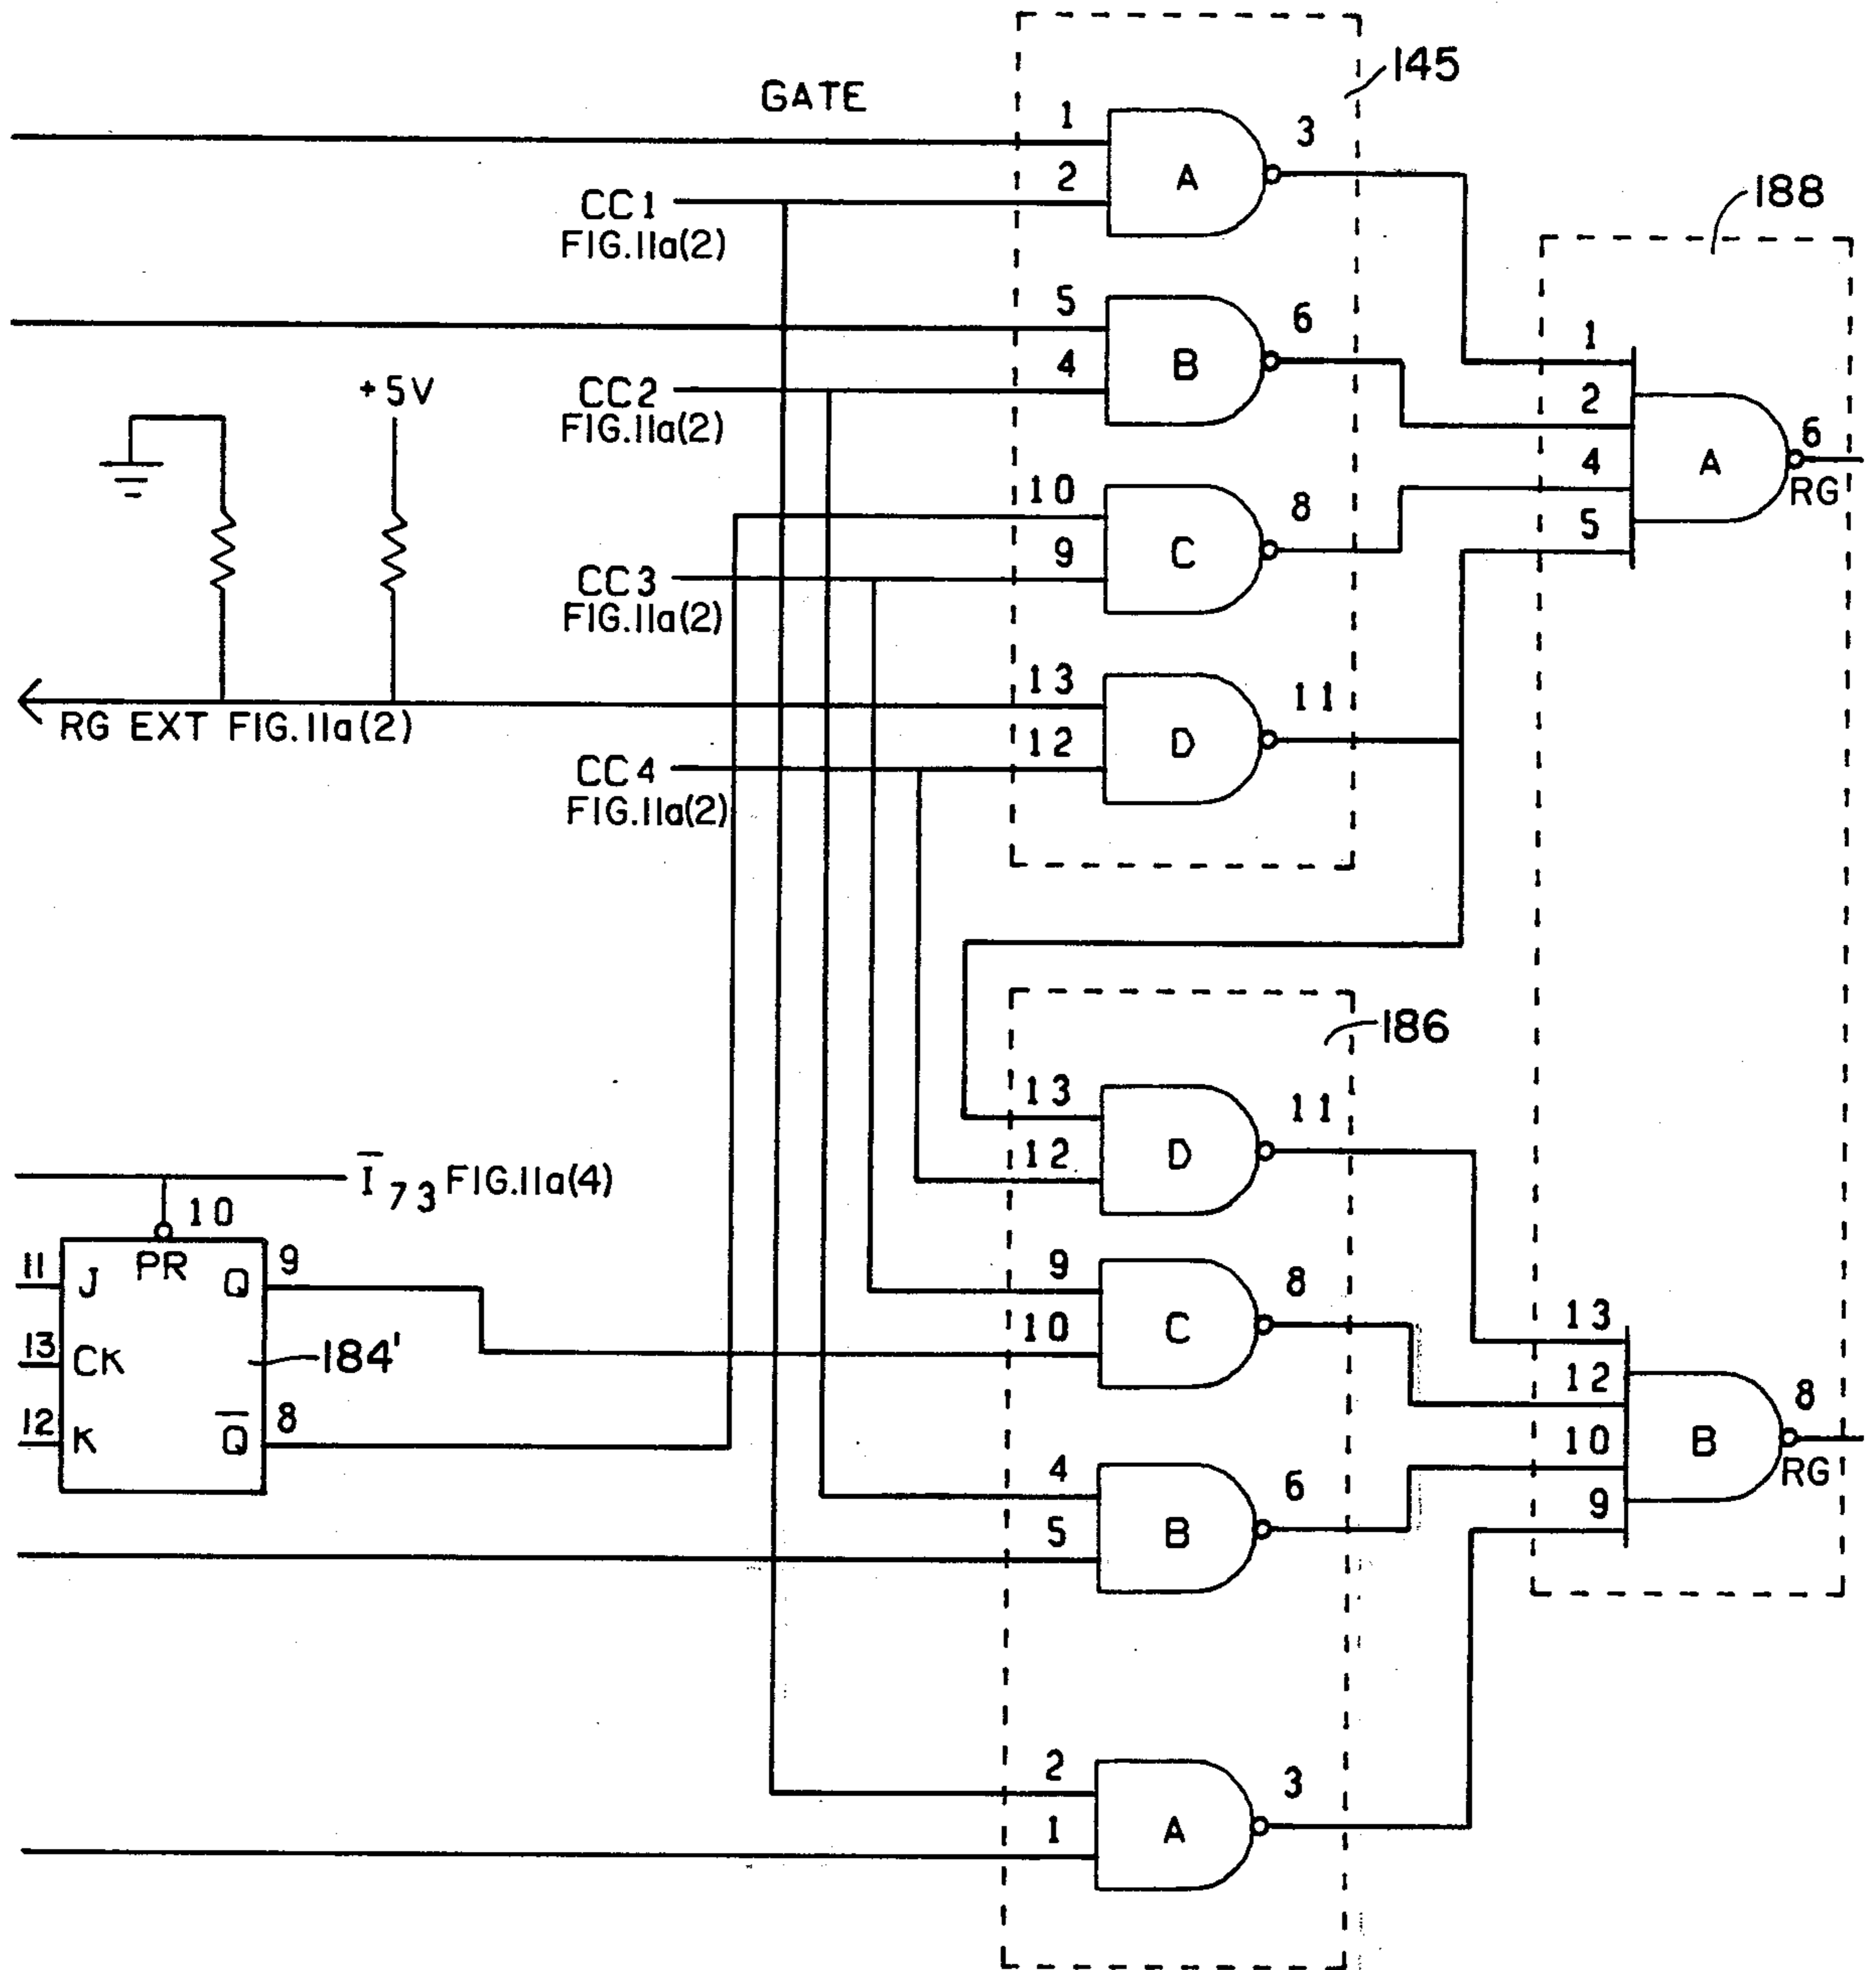 145
GATE
1
3
2
A
188
CC1
FIG.11a(2)
5
6
1
4
B
+5V
CC2
2
FIG.11a(2)
6
4
A
10
8
RG
5
9
C
CC3
FIG.11a(2)
13
11
RG EXT FIG.11a(2)
12
D
CC4
FIG.11a(2)
186
13
11
12
D
I̅ 73 FIG.11a(4)
10
9
11
J
PR
Q
9
8
10
C
13
13
CK
184'
12
8
12
K
Q̅
8
10
B
4
6
RG
5
B
9
2
3
1
A